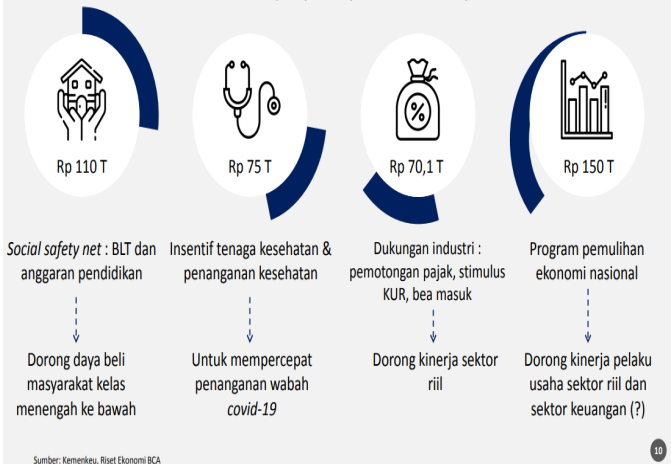 Rp 110 T
Rp 75 T
Rp 70,1 T
Rp 150 T
Social safety net : BLT dan
anggaran pendidikan
Insentif tenaga kesehatan &
penanganan kesehatan
Dukungan industri :
pemotongan pajak, stimulus
KUR, bea masuk
Program pemulihan
ekonomi nasional
Dorong daya beli
masyarakat kelas
menengah ke bawah
Untuk mempercepat
penanganan wabah
covid-19
Dorong kinerja sektor
riil
Dorong kinerja pelaku
usaha sektor riil dan
sektor keuangan (?)
Sumber: Kemenkeu, Riset Ekonomi BCA
10